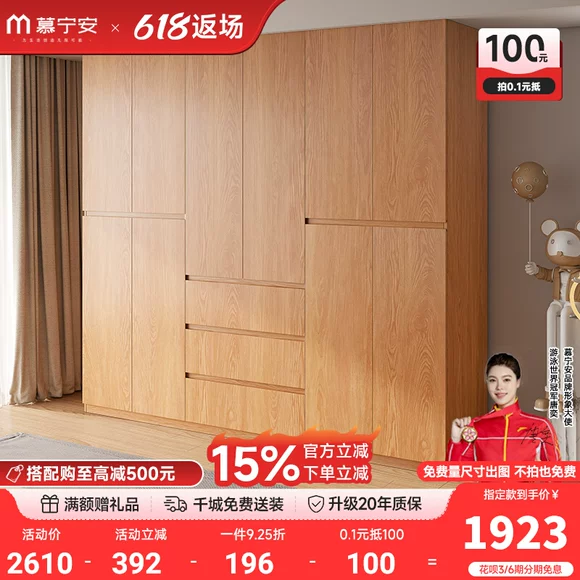 慕宁安 × 618返场
100元
拍0.1元抵
慕宁安品牌形象大使
游泳世界冠军唐奕
搭配购至高减500元
15% 官方立减
下单立减
免费量尺寸出图 不拍也免费
满额赠礼品
千城免费送装
升级20年质保
指定款到手价¥
活动价 活动立减 一件9.25折 0.1元抵100
2610 - 392 - 196 - 100 = 1923
花呗3/6期分期免息